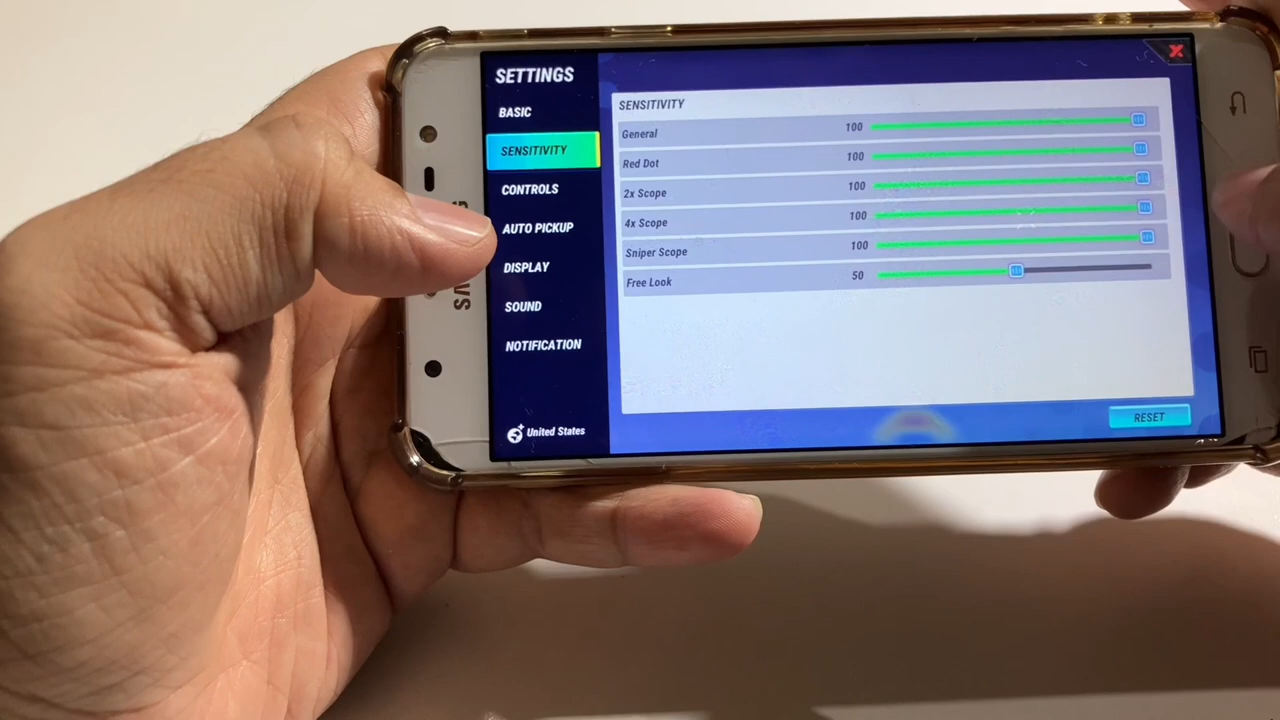 SETTINGS
BASIC
SENSITIVITY
CONTROLS
AUTO PICKUP
DISPLAY
SOUND
NOTIFICATION
United States
SENSITIVITY
General 100
Red Dot 100
2x Scope 100
4x Scope 100
Sniper Scope 100
Free Look 50
RESET